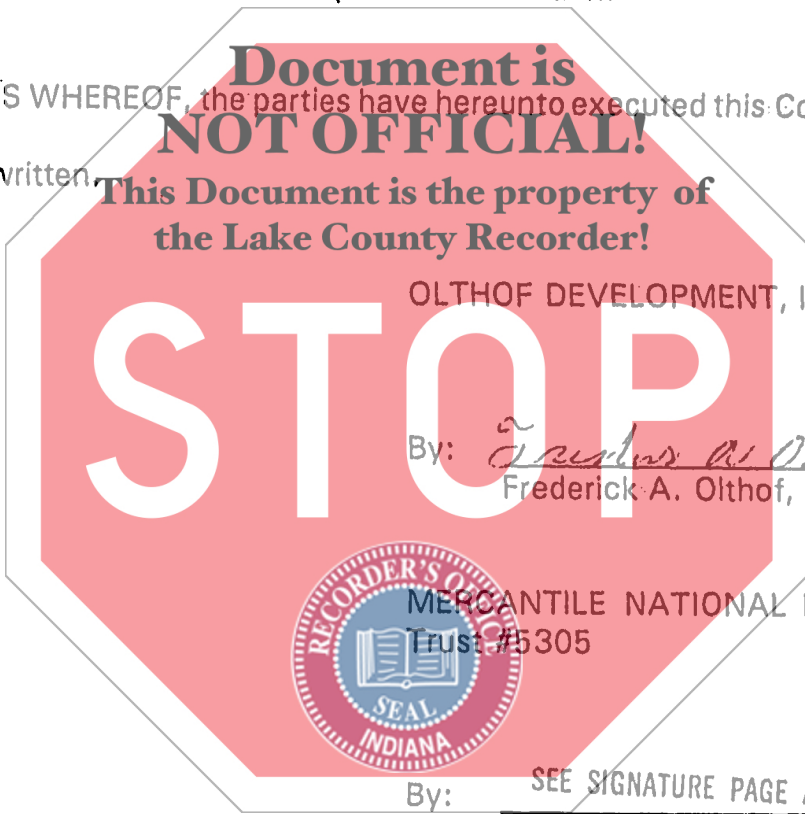 Document is
S WHEREOF, the parties have hereunto executed this Co
NOT OFFICIAL!
written.
This Document is the property of
the Lake County Recorder!
OLTHOF DEVELOPMENT,
STOP
By:
Frederick A. Olthof,
RECORDER'S OFFICE
MERCANTILE NATIONAL
Trust #5305
SEAL
INDIANA
By: SEE SIGNATURE PAGE